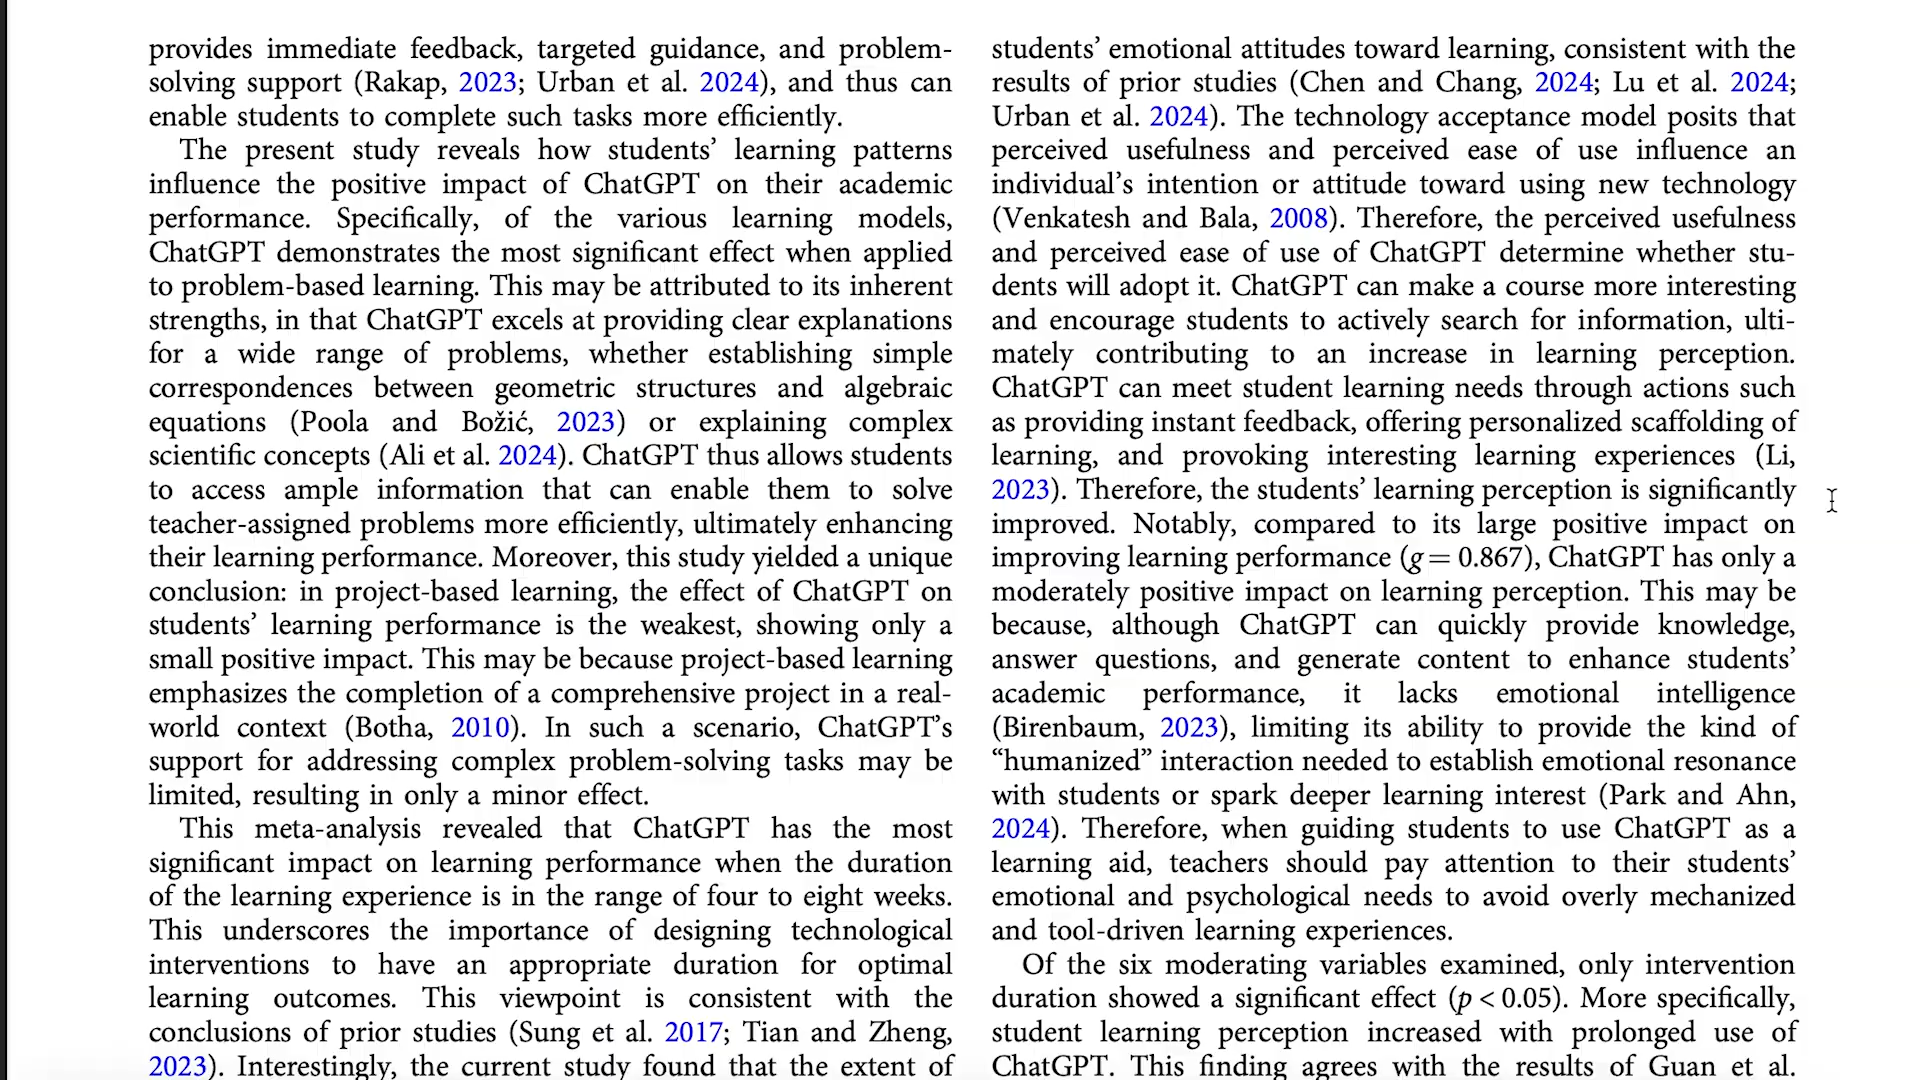 provides immediate feedback, targeted guidance, and problem-
solving support (Rakap, 2023; Urban et al. 2024), and thus can
enable students to complete such tasks more efficiently.
The present study reveals how students’ learning patterns
influence the positive impact of ChatGPT on their academic
performance. Specifically, of the various learning models,
ChatGPT demonstrates the most significant effect when applied
to problem-based learning. This may be attributed to its inherent
strengths, in that ChatGPT excels at providing clear explanations
for a wide range of problems, whether establishing simple
correspondences between geometric structures and algebraic
equations (Poola and Božić, 2023) or explaining complex
scientific concepts (Ali et al. 2024). ChatGPT thus allows students
to access ample information that can enable them to solve
teacher-assigned problems more efficiently, ultimately enhancing
their learning performance. Moreover, this study yielded a unique
conclusion: in project-based learning, the effect of ChatGPT on
students’ learning performance is the weakest, showing only a
small positive impact. This may be because project-based learning
emphasizes the completion of a comprehensive project in a real-
world context (Botha, 2010). In such a scenario, ChatGPT’s
support for addressing complex problem-solving tasks may be
limited, resulting in only a minor effect.
This meta-analysis revealed that ChatGPT has the most
significant impact on learning performance when the duration
of the learning experience is in the range of four to eight weeks.
This underscores the importance of designing technological
interventions to have an appropriate duration for optimal
learning outcomes. This viewpoint is consistent with the
conclusions of prior studies (Sung et al. 2017; Tian and Zheng,
2023). Interestingly, the current study found that the extent of
students’ emotional attitudes toward learning, consistent with the
results of prior studies (Chen and Chang, 2024; Lu et al. 2024;
Urban et al. 2024). The technology acceptance model posits that
perceived usefulness and perceived ease of use influence an
individual’s intention or attitude toward using new technology
(Venkatesh and Bala, 2008). Therefore, the perceived usefulness
and perceived ease of use of ChatGPT determine whether stu-
dents will adopt it. ChatGPT can make a course more interesting
and encourage students to actively search for information, ulti-
mately contributing to an increase in learning perception.
ChatGPT can meet student learning needs through actions such
as providing instant feedback, offering personalized scaffolding of
learning, and provoking interesting learning experiences (Li,
2023). Therefore, the students’ learning perception is significantly
improved. Notably, compared to its large positive impact on
improving learning performance (g = 0.867), ChatGPT has only a
moderately positive impact on learning perception. This may be
because, although ChatGPT can quickly provide knowledge,
answer questions, and generate content to enhance students’
academic performance, it lacks emotional intelligence
(Birenbaum, 2023), limiting its ability to provide the kind of
“humanized” interaction needed to establish emotional resonance
with students or spark deeper learning interest (Park and Ahn,
2024). Therefore, when guiding students to use ChatGPT as a
learning aid, teachers should pay attention to their students’
emotional and psychological needs to avoid overly mechanized
and tool-driven learning experiences.
Of the six moderating variables examined, only intervention
duration showed a significant effect (p < 0.05). More specifically,
student learning perception increased with prolonged use of
ChatGPT. This finding agrees with the results of Guan et al.